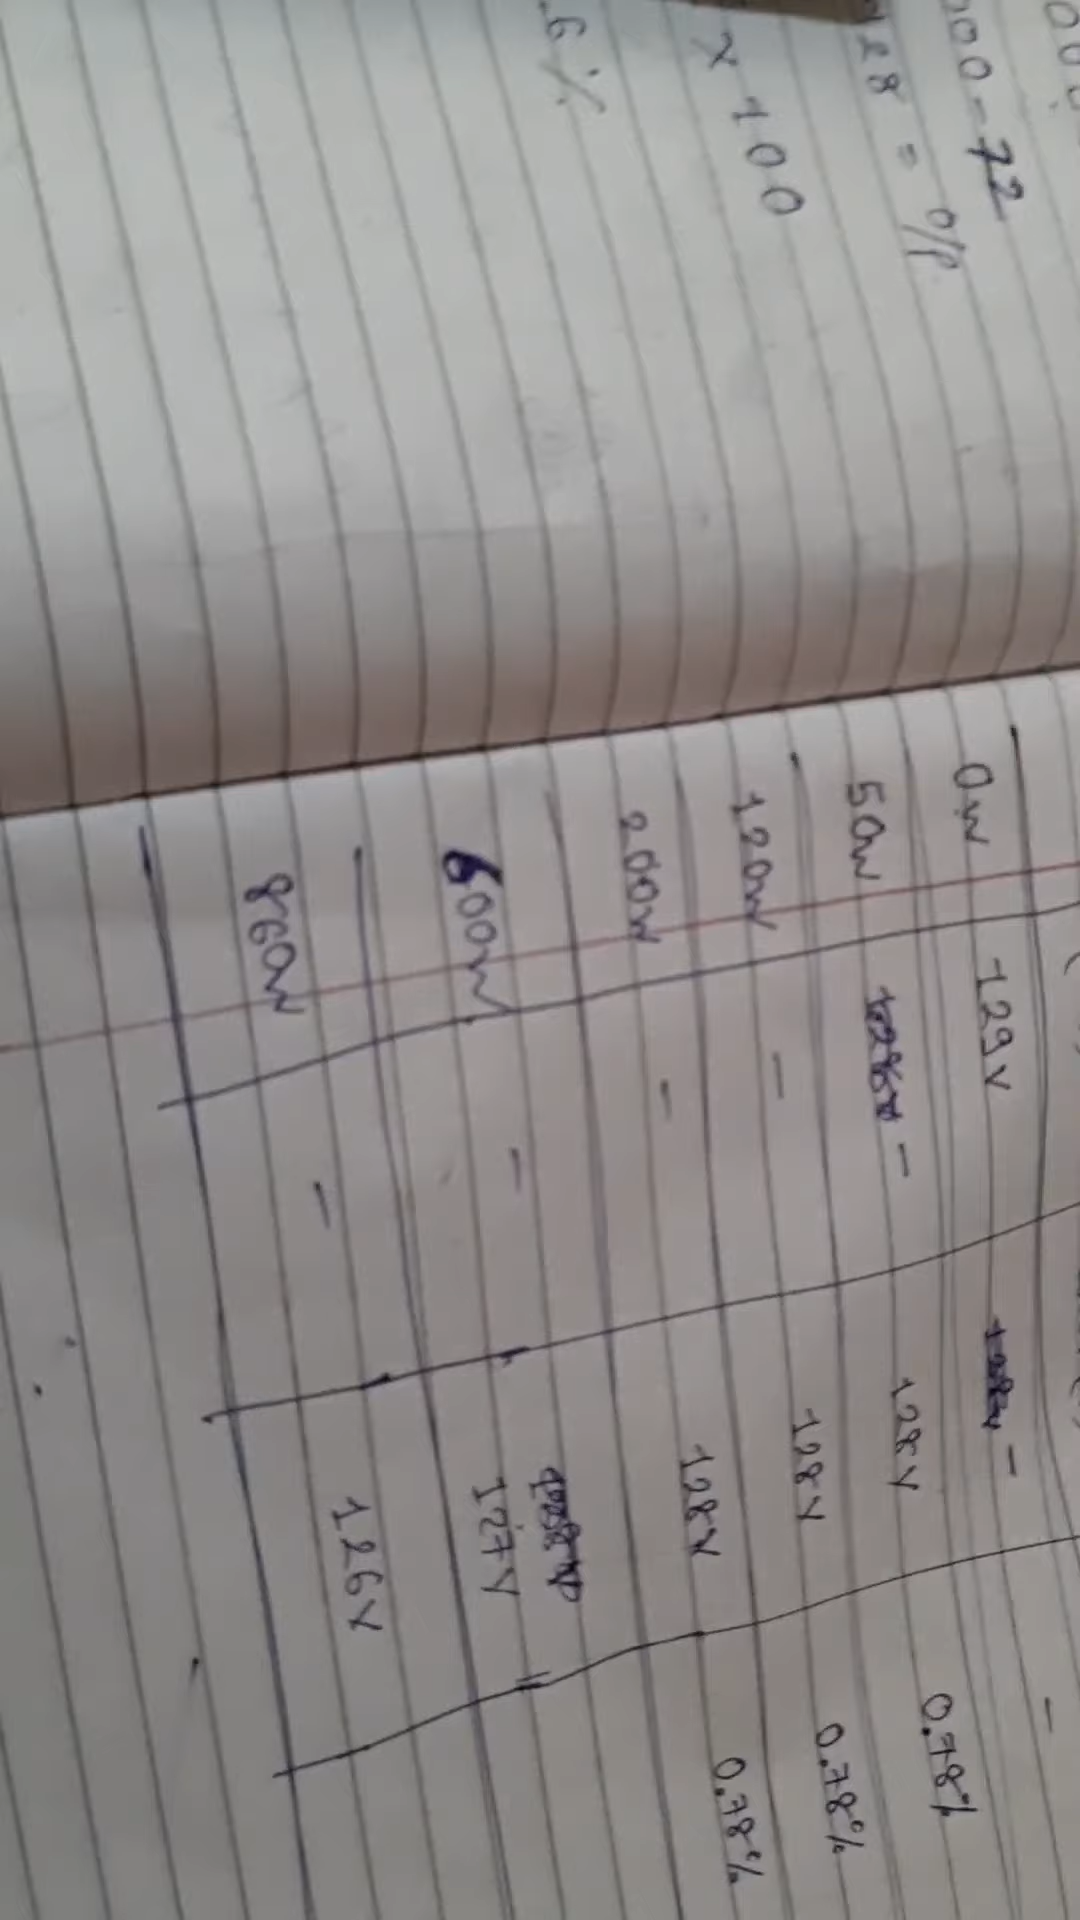 000-72
128 = O/P
x 100
.6%
0w 129v - -
50w - 128v 0.78%
120w - 128v 0.78%
200w - 128v 0.78%
600w - 127v
860w - 126v